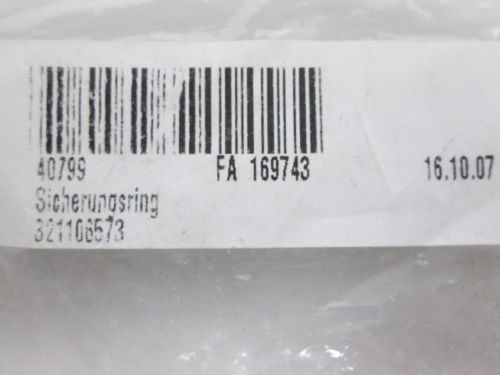 40799 FA 169743 16.10.07
Sicherungsring
321106573